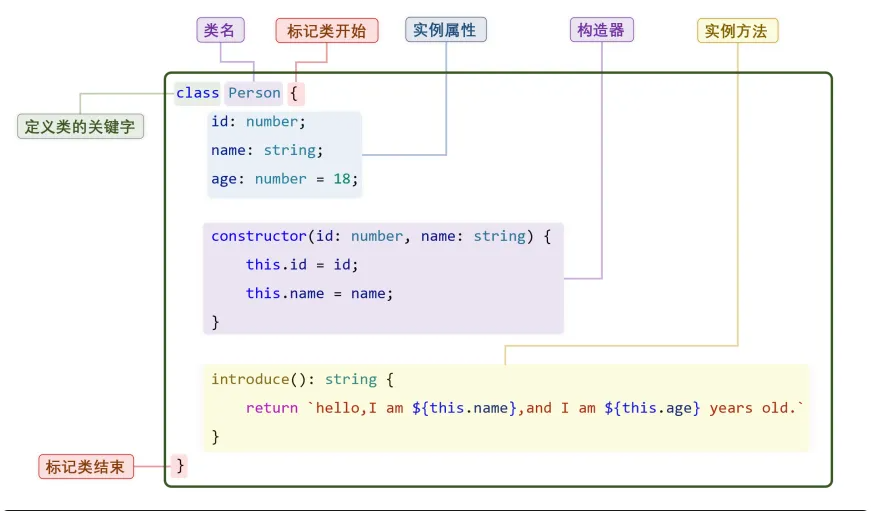 类名
标记类开始
实例属性
构造器
实例方法
class Person {
定义类的关键字
id: number;
name: string;
age: number = 18;
constructor(id: number, name: string) {
this.id = id;
this.name = name;
}
introduce(): string {
return `hello,I am ${this.name},and I am ${this.age} years old.`
}
标记类结束
}